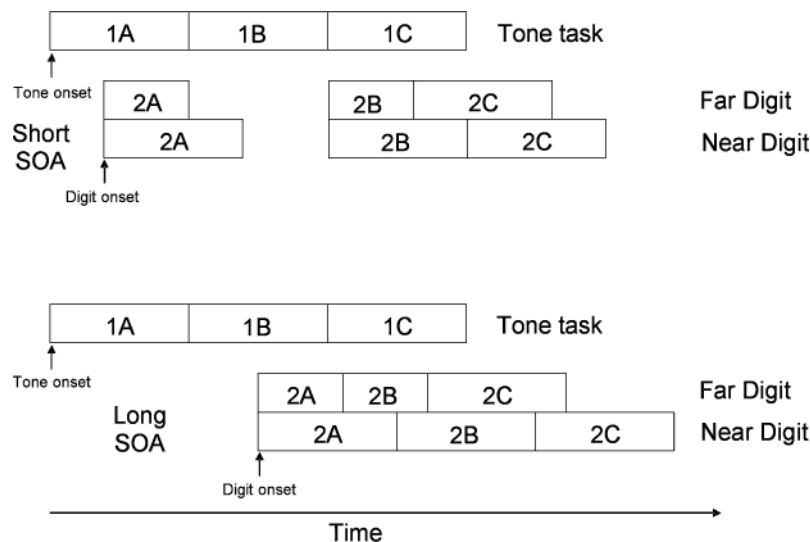 1A 1B 1C Tone task
Tone onset
2A 2B 2C Far Digit
Short SOA
2A 2B 2C Near Digit
Digit onset
1A 1B 1C Tone task
Tone onset
2A 2B 2C Far Digit
Long SOA
2A 2B 2C Near Digit
Digit onset
Time